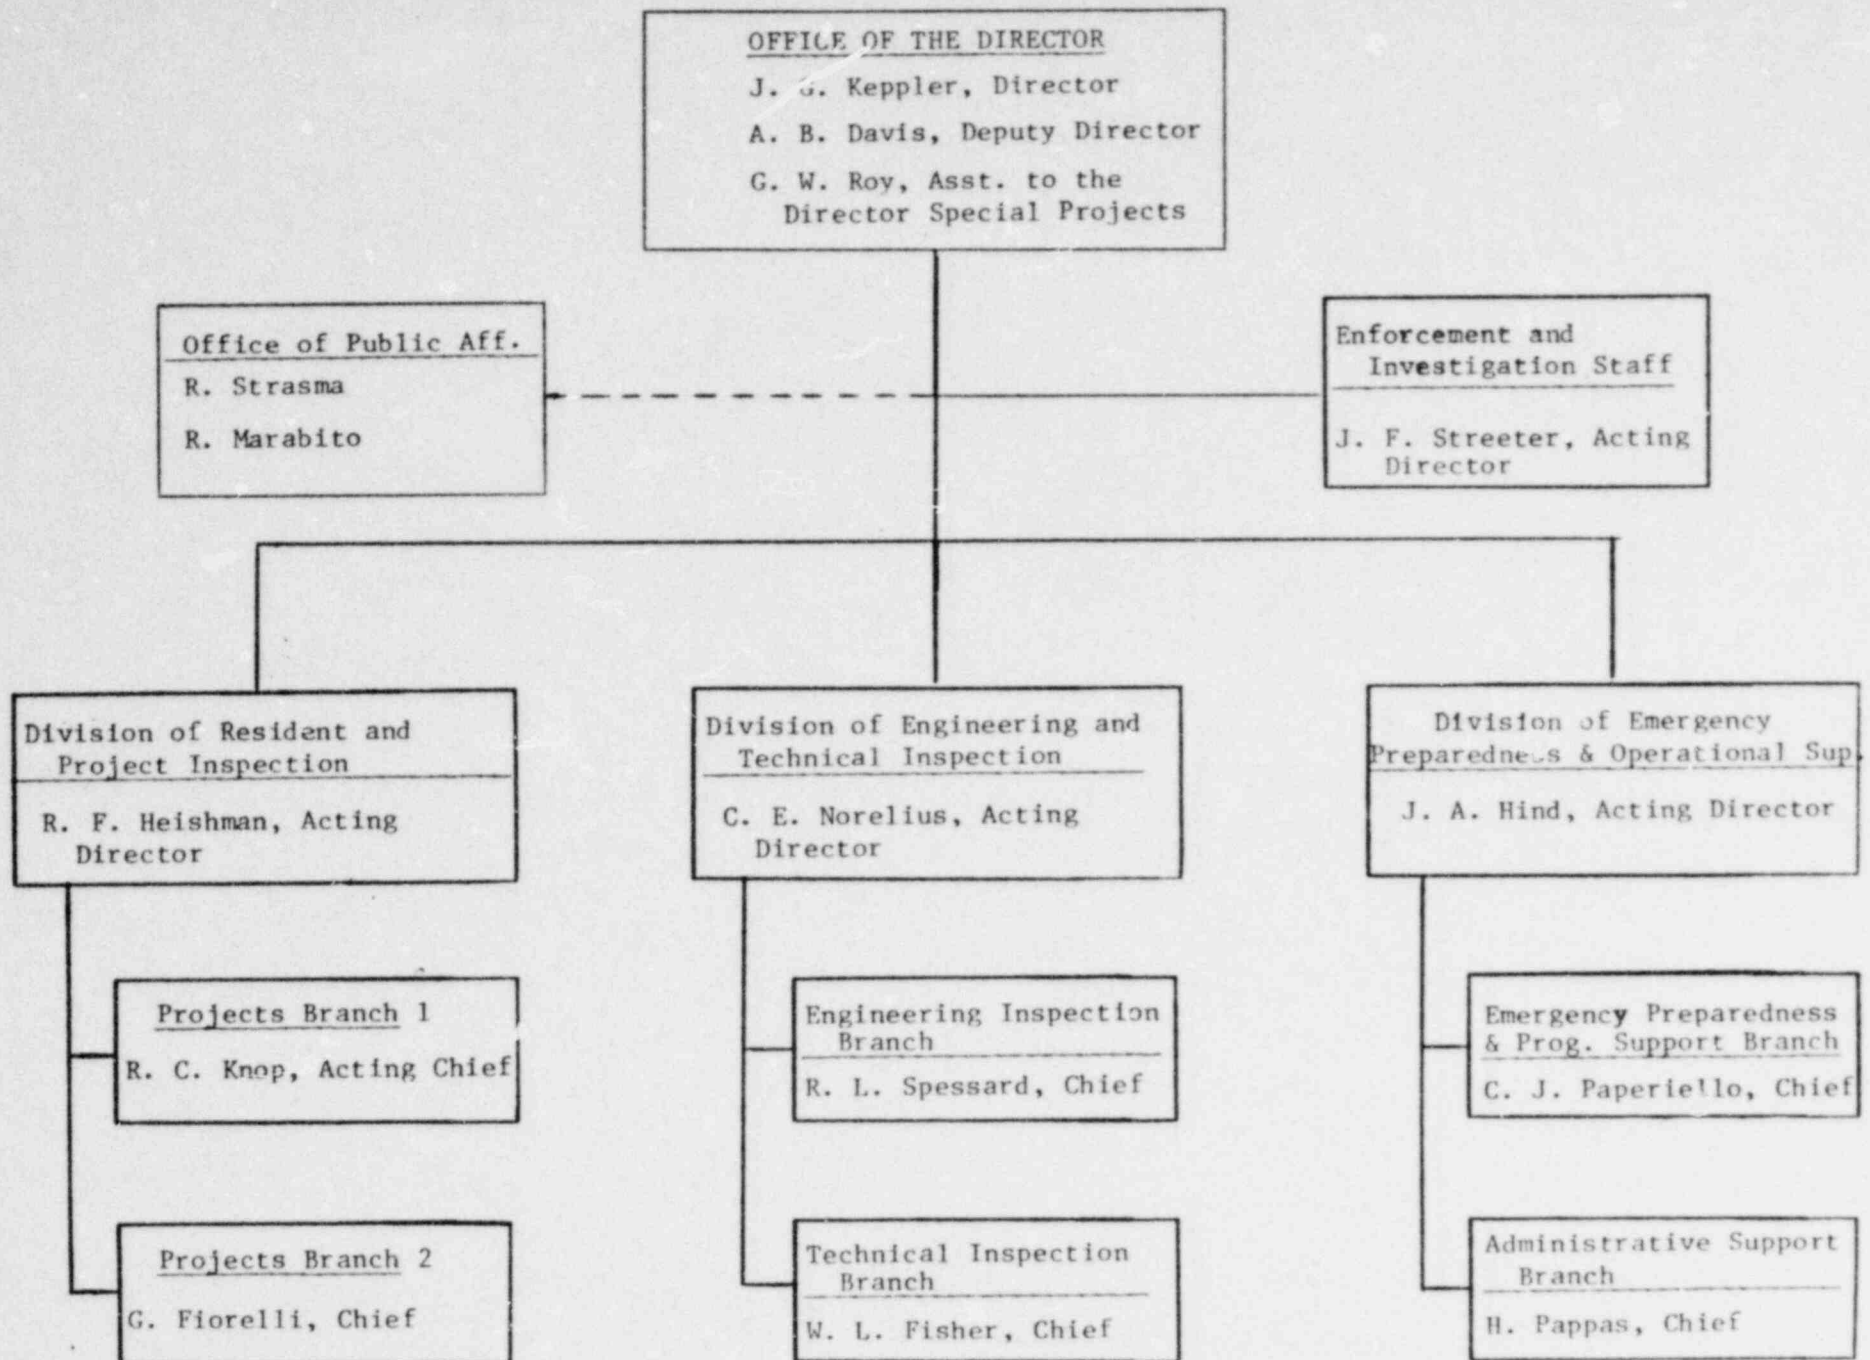 OFFICE OF THE DIRECTOR
J. G. Keppler, Director
A. B. Davis, Deputy Director
G. W. Roy, Asst. to the
Director Special Projects
Office of Public Aff.
R. Strasma
R. Marabito
Enforcement and
Investigation Staff
J. F. Streeter, Acting
Director
Division of Resident and
Project Inspection
R. F. Heishman, Acting
Director
Division of Engineering and
Technical Inspection
C. E. Norelius, Acting
Director
Division of Emergency
Preparedness & Operational Sup.
J. A. Hind, Acting Director
Projects Branch 1
R. C. Knop, Acting Chief
Engineering Inspection
Branch
R. L. Spessard, Chief
Emergency Preparedness
& Prog. Support Branch
C. J. Paperiello, Chief
Projects Branch 2
G. Fiorelli, Chief
Technical Inspection
Branch
W. L. Fisher, Chief
Administrative Support
Branch
H. Pappas, Chief